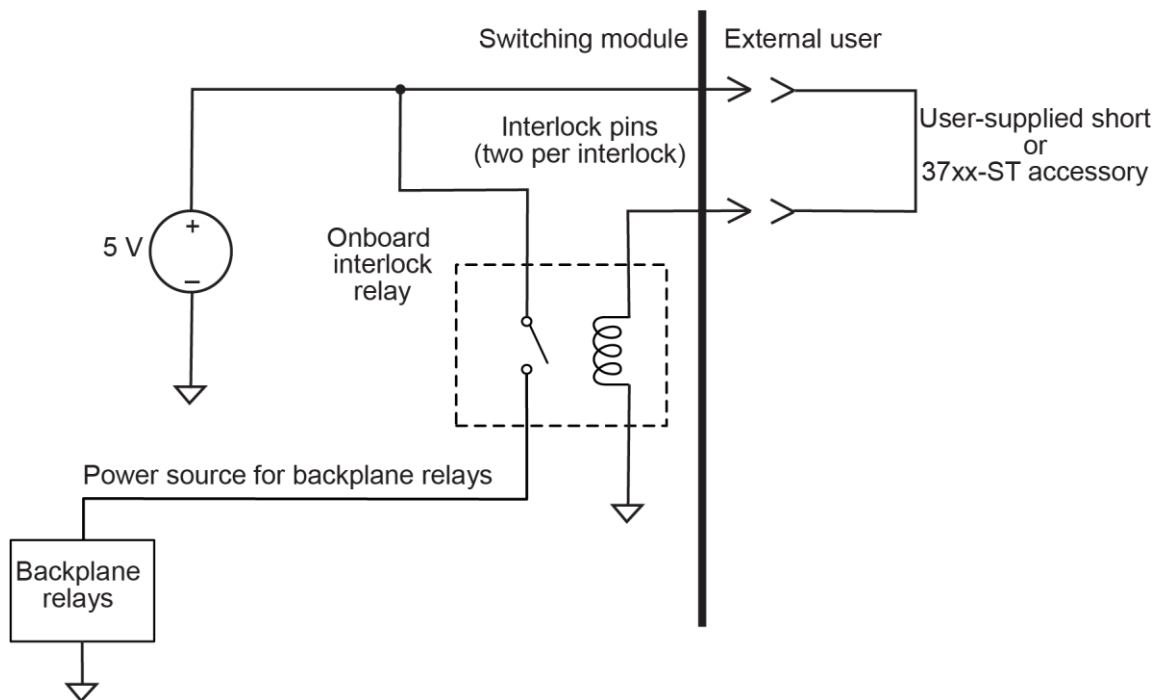 Switching module
External user
Interlock pins
(two per interlock)
User-supplied short
or
37xx-ST accessory
5 V
+
−
Onboard
interlock
relay
Power source for backplane relays
Backplane
relays